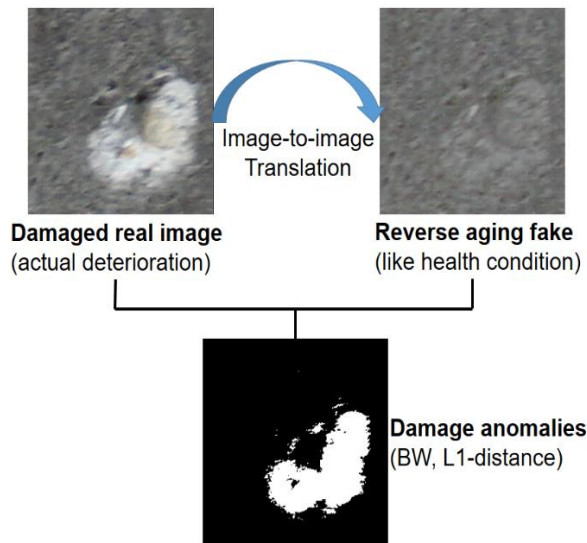 Image-to-image
Translation
Damaged real image
(actual deterioration)
Reverse aging fake
(like health condition)
Damage anomalies
(BW, L1-distance)